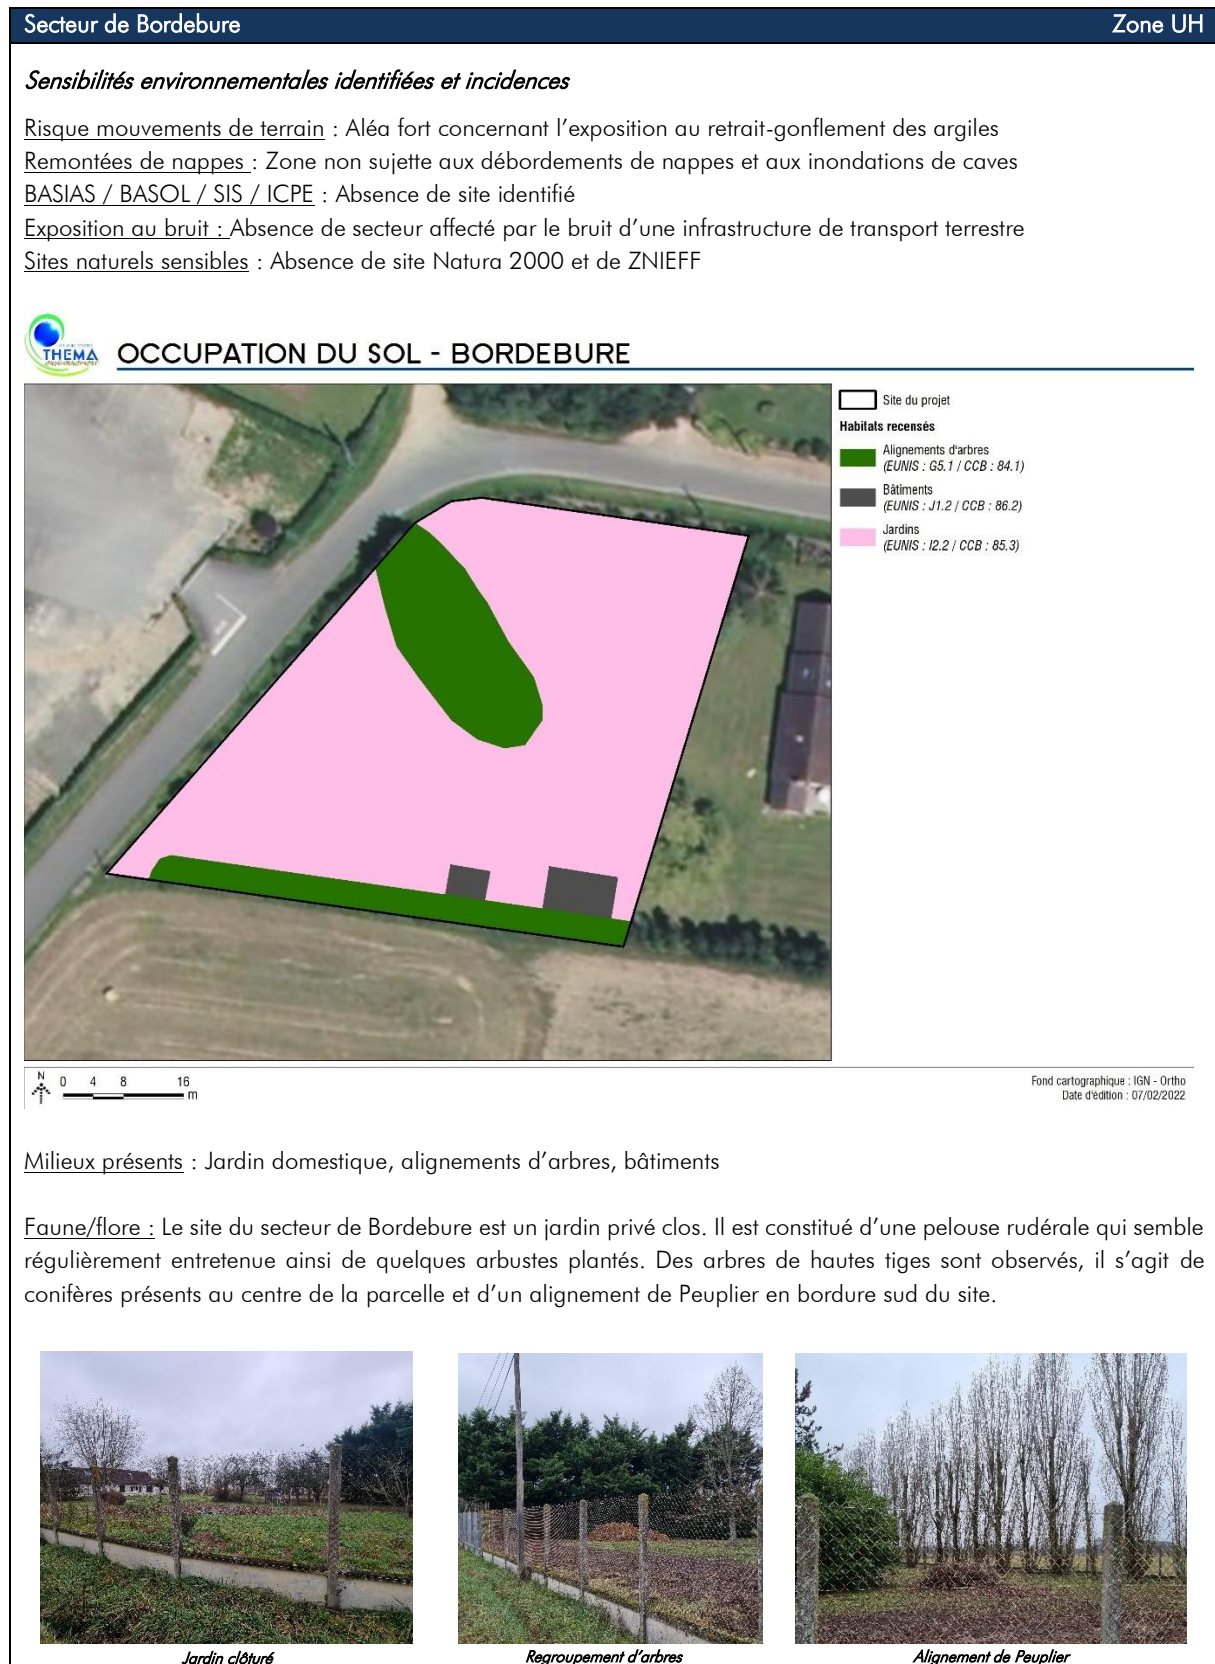 Secteur de Bordebure Zone UH
Sensibilités environnementales identifiées et incidences
Risque mouvements de terrain : Aléa fort concernant l'exposition au retrait-gonflement des argiles
Remontées de nappes : Zone non sujette aux débordements de nappes et aux inondations de caves
BASIAS / BASOL / SIS / ICPE : Absence de site identifié
Exposition au bruit : Absence de secteur affecté par le bruit d'une infrastructure de transport terrestre
Sites naturels sensibles : Absence de site Natura 2000 et de ZNIEFF
THEMA
OCCUPATION DU SOL - BORDEBURE
Site du projet
Habitats recensés
Alignements d'arbres
(EUNIS : G5.1 / CCB : 84.1)
Bâtiments
(EUNIS : J1.2 / CCB : 86.2)
Jardins
(EUNIS : I2.2 / CCB : 85.3)
N
0 4 8 16
m
Fond cartographique : IGN - Ortho
Date d'édition : 07/02/2022
Milieux présents : Jardin domestique, alignements d'arbres, bâtiments
Faune/flore : Le site du secteur de Bordebure est un jardin privé clos. Il est constitué d'une pelouse rudérale qui semble
régulièrement entretenue ainsi de quelques arbustes plantés. Des arbres de hautes tiges sont observés, il s'agit de
conifères présents au centre de la parcelle et d'un alignement de Peuplier en bordure sud du site.
Jardin clôturé
Regroupement d'arbres
Alignement de Peuplier